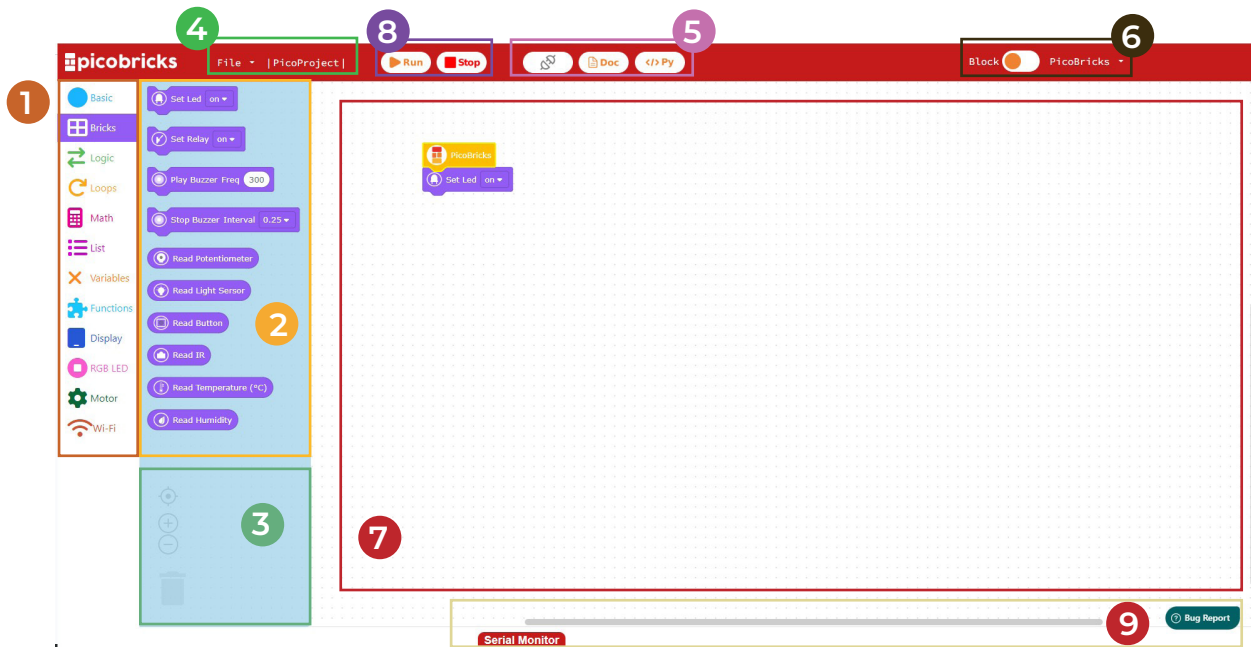 4
8
5
6
picobricks File |PicoProject| Run Stop Doc </> Py Block PicoBricks
1
Basic
Bricks
Logic
Loops
Math
List
Variables
Functions
Display
RGB LED
Motor
Wi-Fi
Set Led on
Set Relay on
Play Buzzer Freq 300
Stop Buzzer Interval 0.25
Read Potentiometer
Read Light Sersor
Read Button
Read IR
Read Temperature (°C)
Read Humidity
2
3
PicoBricks
Set Led on
7
9
? Bug Report
Serial Monitor